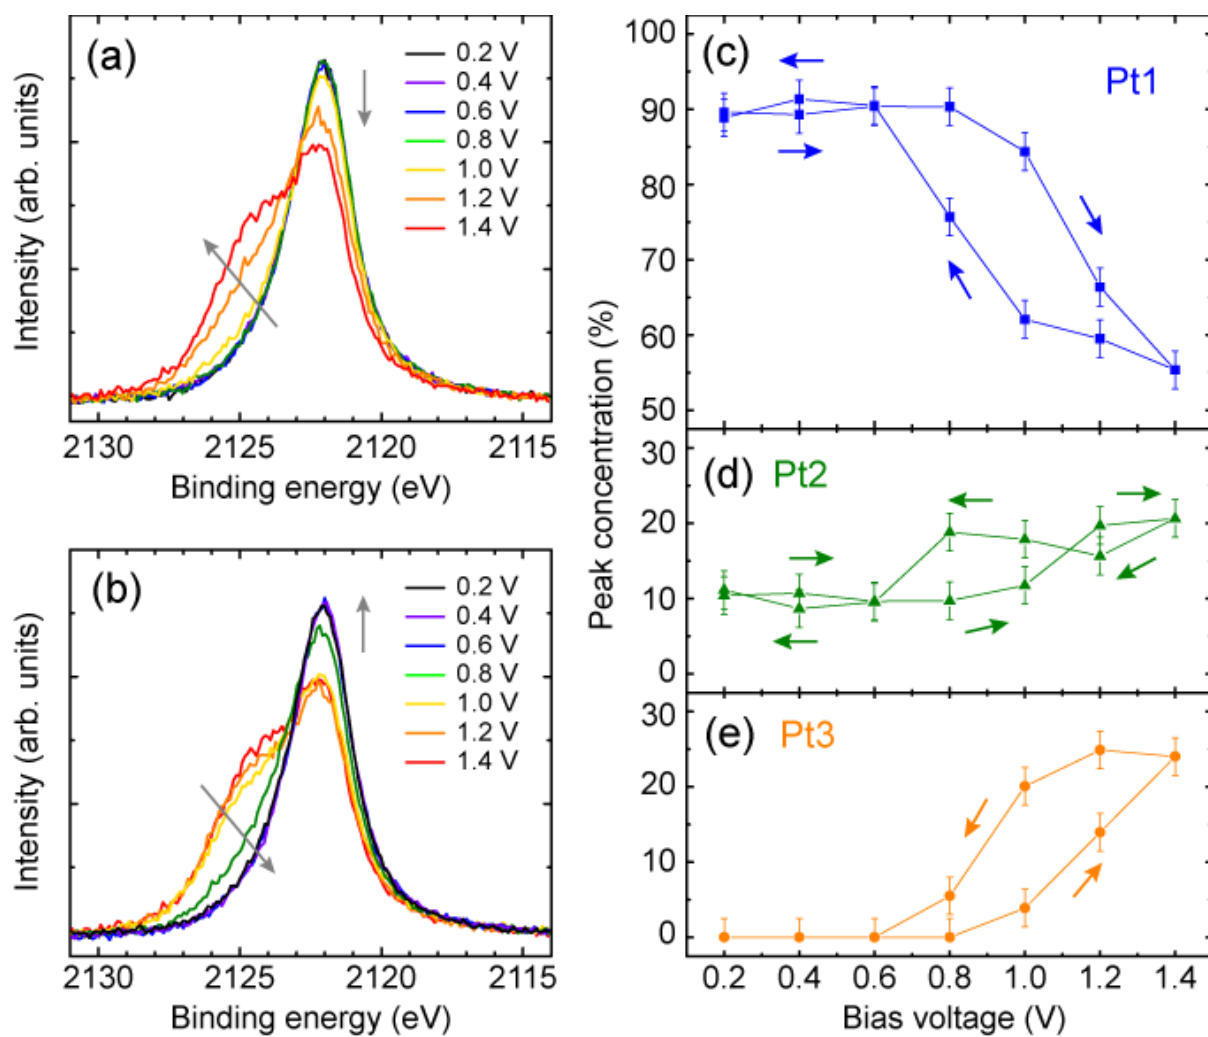 (a)
0.2 V
0.4 V
0.6 V
0.8 V
1.0 V
1.2 V
1.4 V
Intensity (arb. units)
2130 2125 2120 2115
Binding energy (eV)
(b)
0.2 V
0.4 V
0.6 V
0.8 V
1.0 V
1.2 V
1.4 V
Intensity (arb. units)
2130 2125 2120 2115
Binding energy (eV)
Peak concentration (%)
(c)
Pt1
100
90
80
70
60
50
(d) Pt2
30
20
10
0
(e) Pt3
30
20
10
0
0.2 0.4 0.6 0.8 1.0 1.2 1.4
Bias voltage (V)